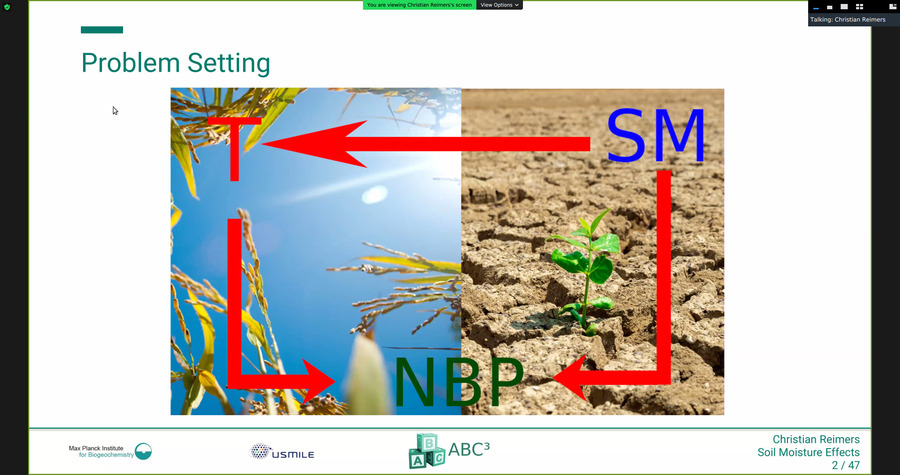 You are viewing Christian Reimers's screen
View Options
Talking: Christian Reimers
Problem Setting
T
SM
NBP
Max Planck Institute
for Biogeochemistry
USMILE
A
B
C
ABC³
Christian Reimers
Soil Moisture Effects
2 / 47